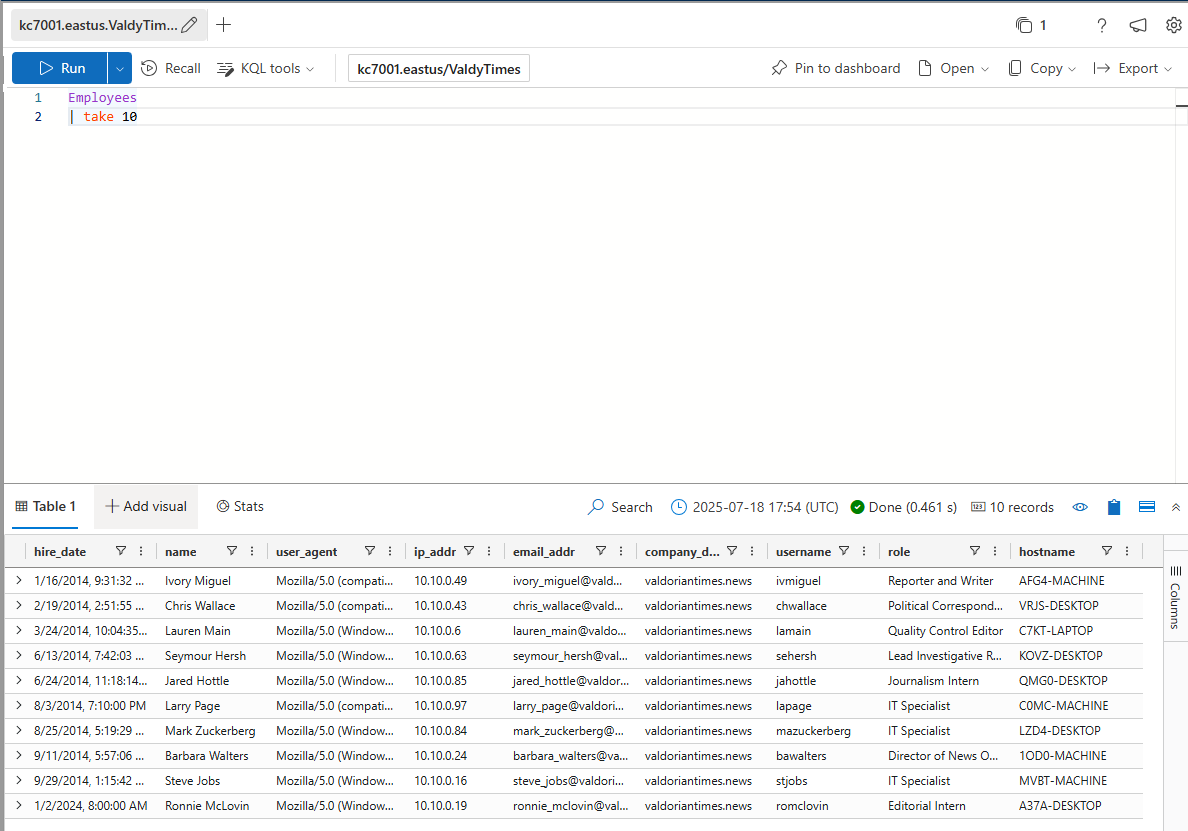 kc7001.eastus.ValdyTim...
1
Run Recall KQL tools kc7001.eastus/ValdyTimes Pin to dashboard Open Copy Export
1 Employees
2 | take 10
Table 1 Add visual Stats Search 2025-07-18 17:54 (UTC) Done (0.461 s) 123 10 records
hire_date name user_agent ip_addr email_addr company_d... username role hostname
1/16/2014, 9:31:32 ... Ivory Miguel Mozilla/5.0 (compati... 10.10.0.49 ivory_miguel@vald... valdoriantimes.news ivmiguel Reporter and Writer AFG4-MACHINE
2/19/2014, 2:51:55 ... Chris Wallace Mozilla/5.0 (compati... 10.10.0.43 chris_wallace@vald... valdoriantimes.news chwallace Political Correspond... VRJS-DESKTOP
3/24/2014, 10:04:35... Lauren Main Mozilla/5.0 (Window... 10.10.0.6 lauren_main@valdo... valdoriantimes.news lamain Quality Control Editor C7KT-LAPTOP
6/13/2014, 7:42:03 ... Seymour Hersh Mozilla/5.0 (Window... 10.10.0.63 seymour_hersh@val... valdoriantimes.news sehersh Lead Investigative R... KOVZ-DESKTOP
6/24/2014, 11:18:14... Jared Hottle Mozilla/5.0 (Window... 10.10.0.85 jared_hottle@valdor... valdoriantimes.news jahottle Journalism Intern QMG0-DESKTOP
8/3/2014, 7:10:00 PM Larry Page Mozilla/5.0 (compati... 10.10.0.97 larry_page@valdori... valdoriantimes.news lapage IT Specialist C0MC-MACHINE
8/25/2014, 5:19:29 ... Mark Zuckerberg Mozilla/5.0 (Window... 10.10.0.84 mark_zuckerberg@... valdoriantimes.news mazuckerberg IT Specialist LZD4-DESKTOP
9/11/2014, 5:57:06 ... Barbara Walters Mozilla/5.0 (Window... 10.10.0.24 barbara_walters@va... valdoriantimes.news bawalters Director of News O... 1OD0-MACHINE
9/29/2014, 1:15:42 ... Steve Jobs Mozilla/5.0 (Window... 10.10.0.16 steve_jobs@valdori... valdoriantimes.news stjobs IT Specialist MVBT-MACHINE
1/2/2024, 8:00:00 AM Ronnie McLovin Mozilla/5.0 (Window... 10.10.0.19 ronnie_mclovin@val... valdoriantimes.news romclovin Editorial Intern A37A-DESKTOP
Columns